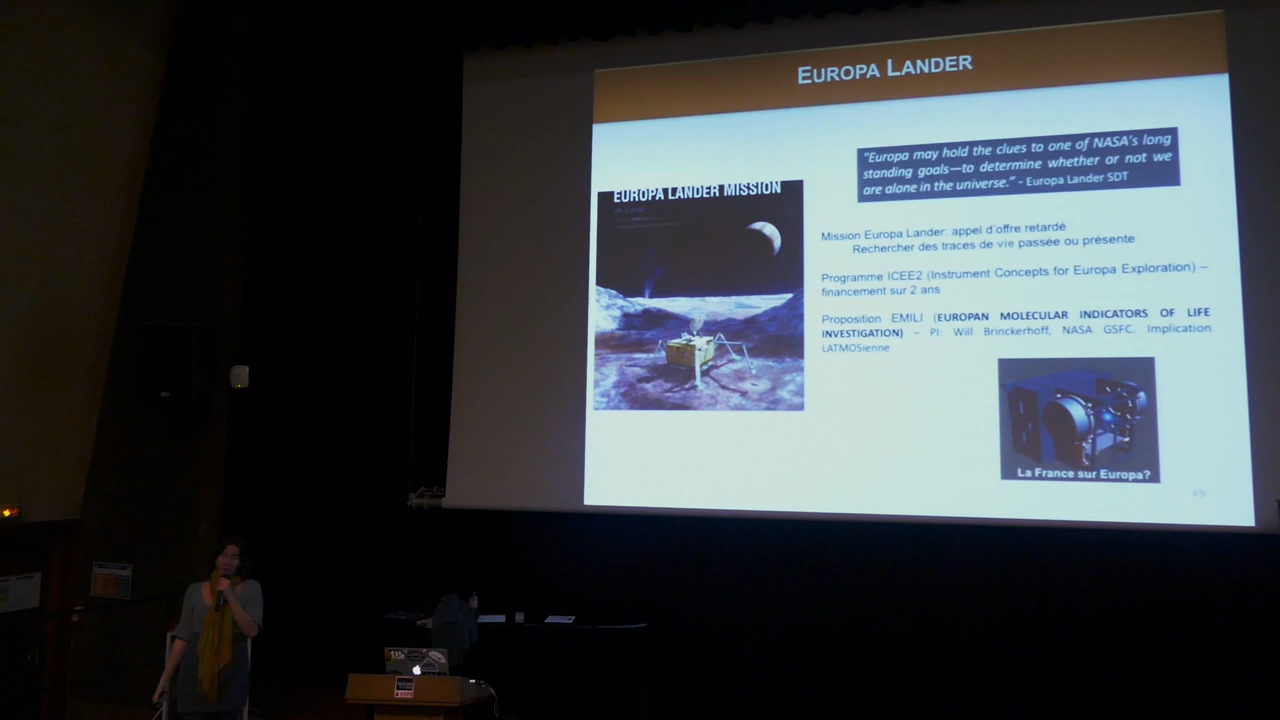 EUROPA LANDER
"Europa may hold the clues to one of NASA's long
standing goals—to determine whether or not we
are alone in the universe." - Europa Lander SDT
EUROPA LANDER MISSION
Mission Europa Lander: appel d'offre retardé
Rechercher des traces de vie passée ou présente
Programme ICEE2 (Instrument Concepts for Europa Exploration) –
financement sur 2 ans
Proposition EMILI (EUROPAN MOLECULAR INDICATORS OF LIFE
INVESTIGATION) – PI: Will Brinckerhoff, NASA GSFC. Implication
LATMOSienne
La France sur Europa?
49